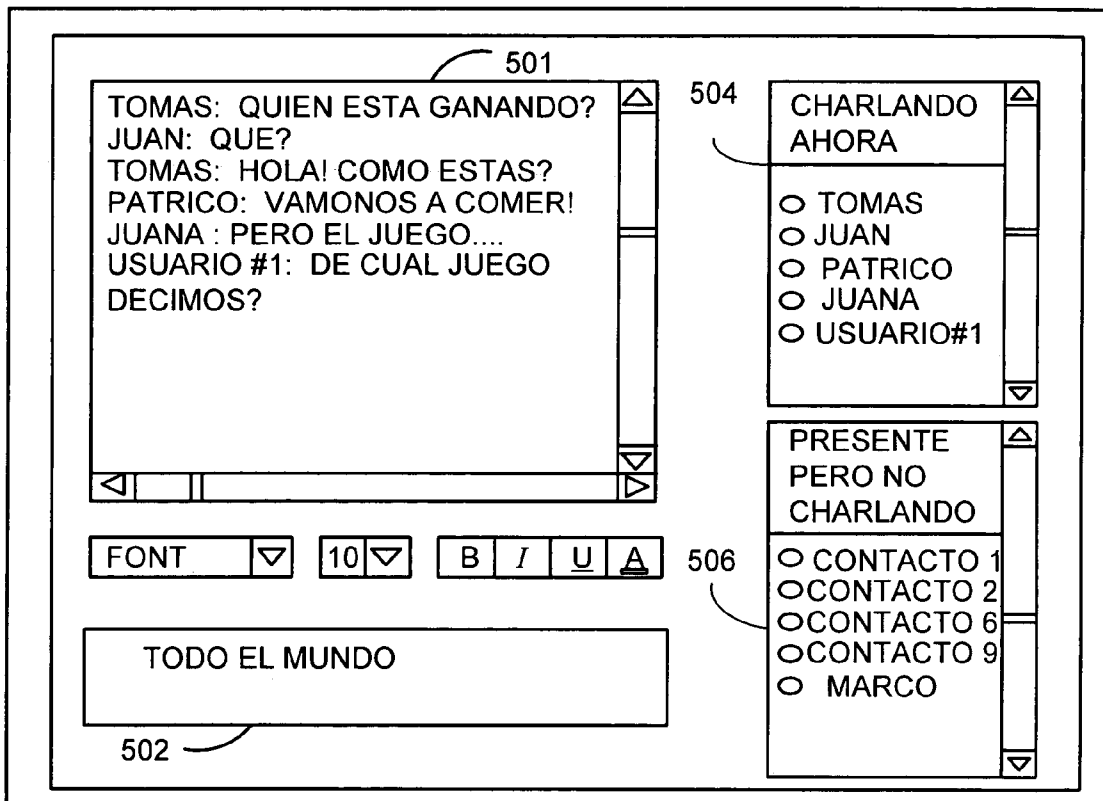 501
TOMAS: QUIEN ESTA GANANDO?
JUAN: QUE?
TOMAS: HOLA! COMO ESTAS?
PATRICO: VAMONOS A COMER!
JUANA : PERO EL JUEGO....
USUARIO #1: DE CUAL JUEGO
DECIMOS?
504
CHARLANDO
AHORA
TOMAS
JUAN
PATRICO
JUANA
USUARIO#1
FONT 10 B I U A
506
PRESENTE
PERO NO
CHARLANDO
CONTACTO 1
CONTACTO 2
CONTACTO 6
CONTACTO 9
MARCO
TODO EL MUNDO
502